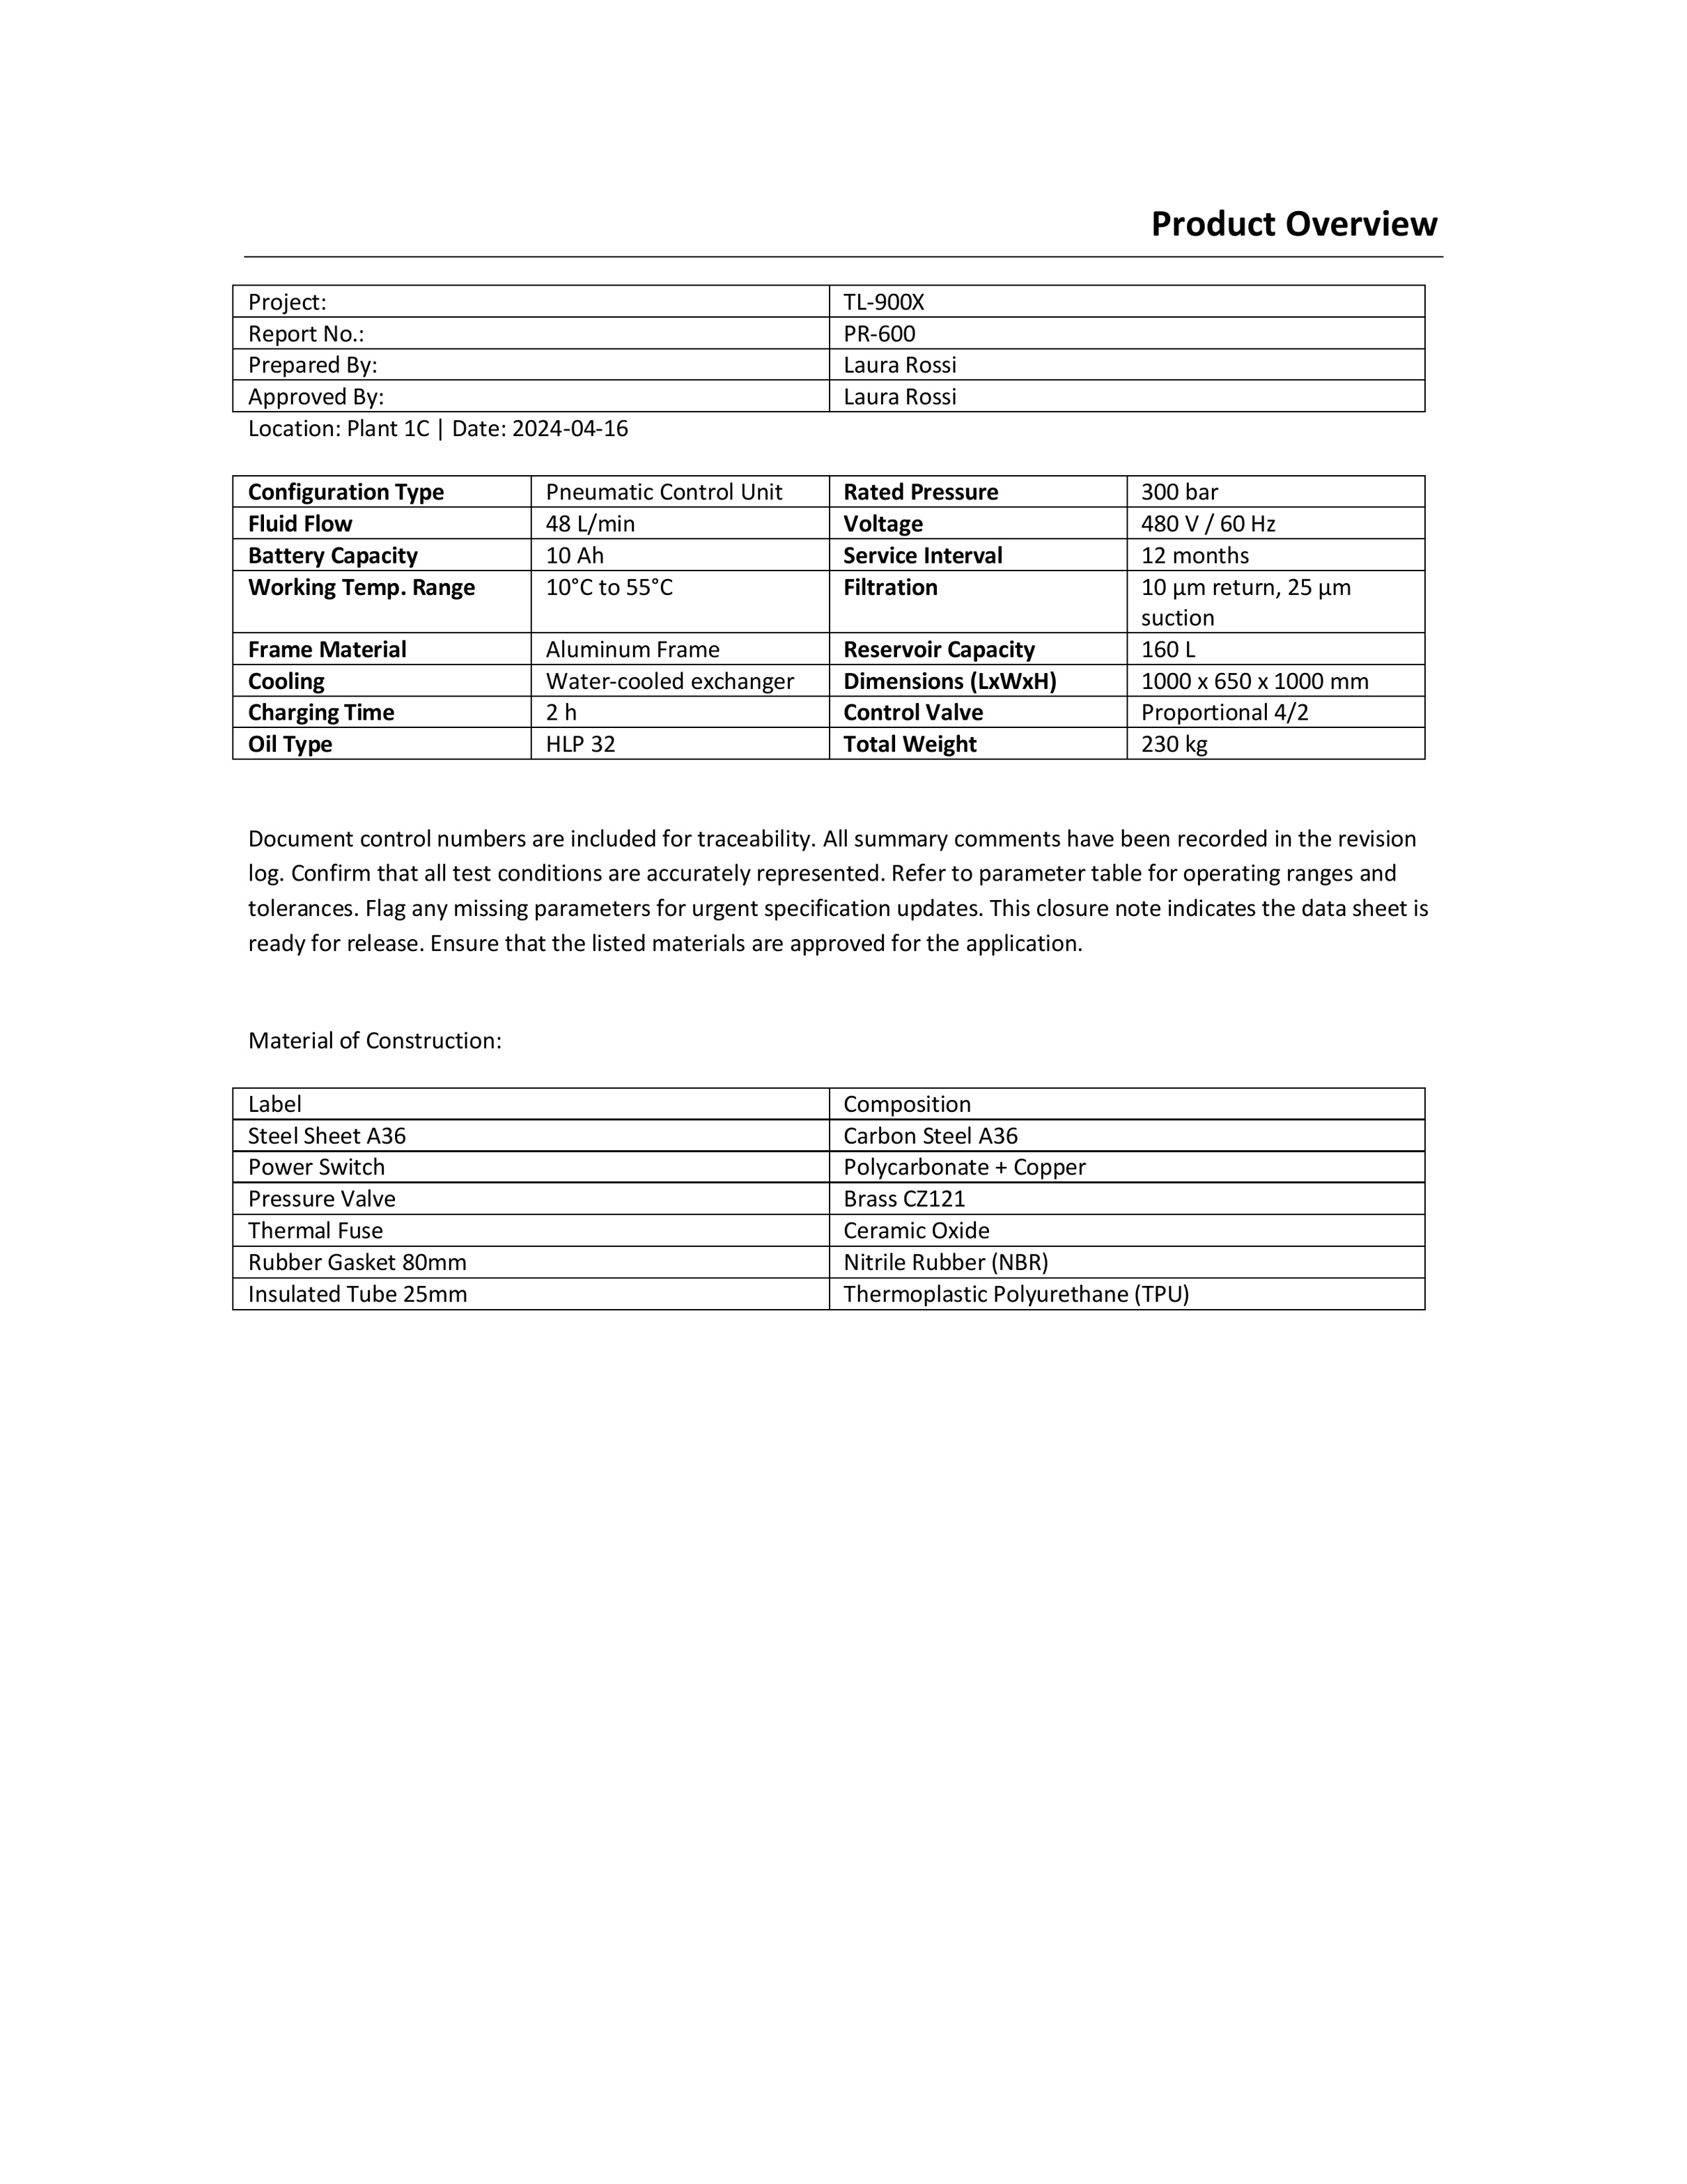 Product Overview
Project: TL-900X
Report No.: PR-600
Prepared By: Laura Rossi
Approved By: Laura Rossi
Location: Plant 1C | Date: 2024-04-16
Configuration Type Pneumatic Control Unit Rated Pressure 300 bar
Fluid Flow 48 L/min Voltage 480 V / 60 Hz
Battery Capacity 10 Ah Service Interval 12 months
Working Temp. Range 10°C to 55°C Filtration 10 µm return, 25 µm
suction
Frame Material Aluminum Frame Reservoir Capacity 160 L
Cooling Water-cooled exchanger Dimensions (LxWxH) 1000 x 650 x 1000 mm
Charging Time 2 h Control Valve Proportional 4/2
Oil Type HLP 32 Total Weight 230 kg
Document control numbers are included for traceability. All summary comments have been recorded in the revision
log. Confirm that all test conditions are accurately represented. Refer to parameter table for operating ranges and
tolerances. Flag any missing parameters for urgent specification updates. This closure note indicates the data sheet is
ready for release. Ensure that the listed materials are approved for the application.
Material of Construction:
Label Composition
Steel Sheet A36 Carbon Steel A36
Power Switch Polycarbonate + Copper
Pressure Valve Brass CZ121
Thermal Fuse Ceramic Oxide
Rubber Gasket 80mm Nitrile Rubber (NBR)
Insulated Tube 25mm Thermoplastic Polyurethane (TPU)